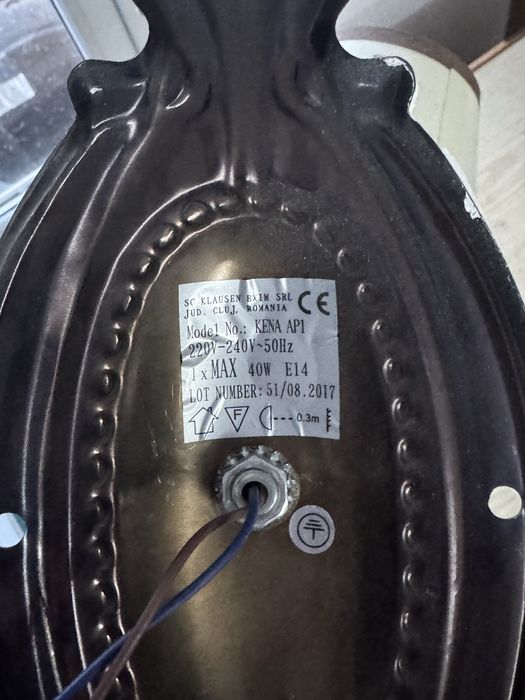 SC KLAUSEN EXIM SRL
JUD. CLUJ. ROMANIA CE
Model No.: KENA AP1
220V-240V~50Hz
1 x MAX 40W E14
LOT NUMBER: 51/08.2017
F 0.3m